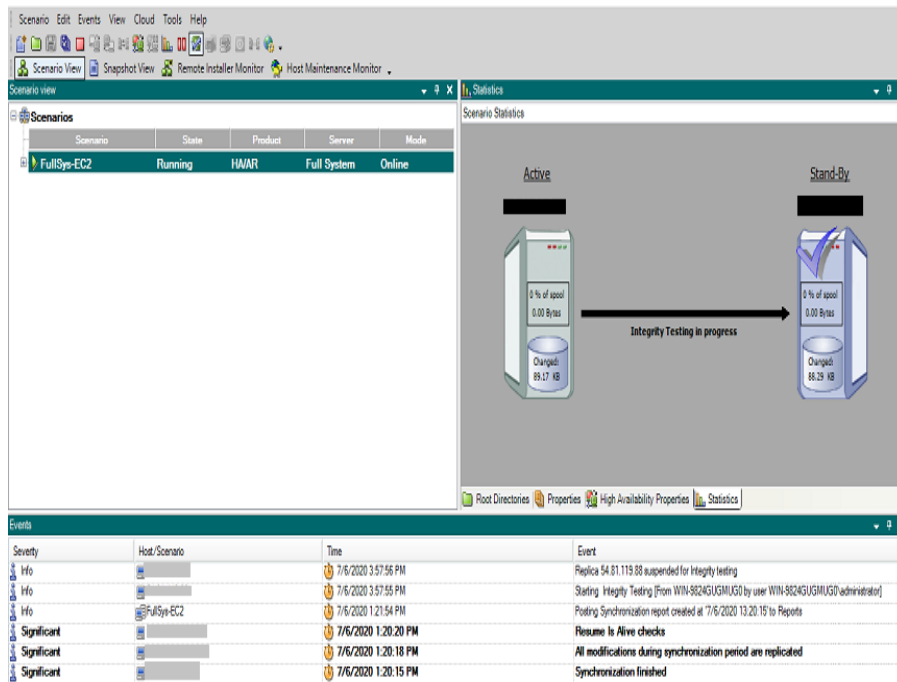 Scenario Edit Events View Cloud Tools Help
Scenario View Snapshot View Remote Installer Monitor Host Maintenance Monitor
Scenario view
Scenarios
Scenario State Product Server Mode
FullSys-EC2 Running HA/AR Full System Online
Statistics
Scenario Statistics
Active Stand-By
0 % of spool
0.00 Bytes
Changed:
89.17 KB
Integrity Testing in progress
0 % of spool
0.00 Bytes
Changed:
88.29 KB
Root Directories Properties High Availability Properties Statistics
Events
Severity Host/Scenario Time Event
Info 7/6/2020 3:57:56 PM Replica 54.81.119.88 suspended for Integrity testing
Info 7/6/2020 3:57:55 PM Starting Integrity Testing [From WIN-9824GUGMUG0 by user WIN-9824GUGMUG0\administrator]
Info FullSys-EC2 7/6/2020 1:21:54 PM Posting Synchronization report created at '7/6/2020 13:20:15' to Reports
Significant 7/6/2020 1:20:20 PM Resume Is Alive checks
Significant 7/6/2020 1:20:18 PM All modifications during synchronization period are replicated
Significant 7/6/2020 1:20:15 PM Synchronization finished